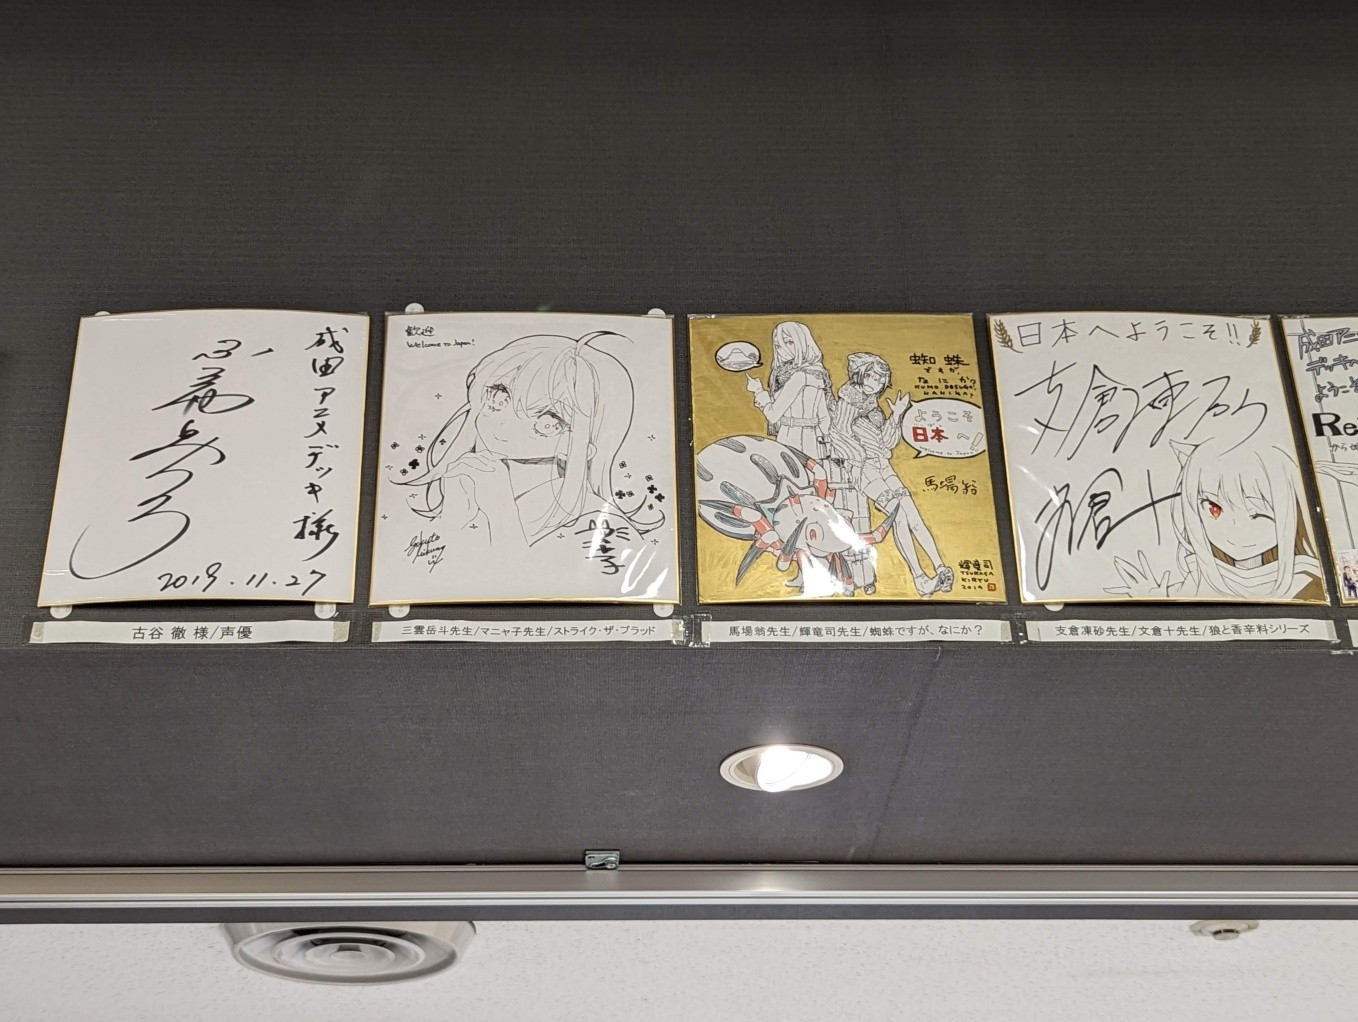 成田アニメデッキ様
2019.11.27
古谷 徹 様/声優
歓迎
Welcome to Japan!
三雲岳斗先生/マニャ子先生/ストライク・ザ・ブラッド
蜘蛛
ですが
なにか?
KUMO DESUGA,
NANIKA?
ようこそ
日本へ!
Welcome to Japan!
馬場翁
輝竜司
TSUKASA
KIRYU
2019
馬場翁先生/輝竜司先生/蜘蛛ですが、なにか?
日本へようこそ!!
支倉凍砂
文倉十
支倉凍砂先生/文倉十先生/狼と香辛料シリーズ
成田アニ
デッキへ
ようこそ
Re
から